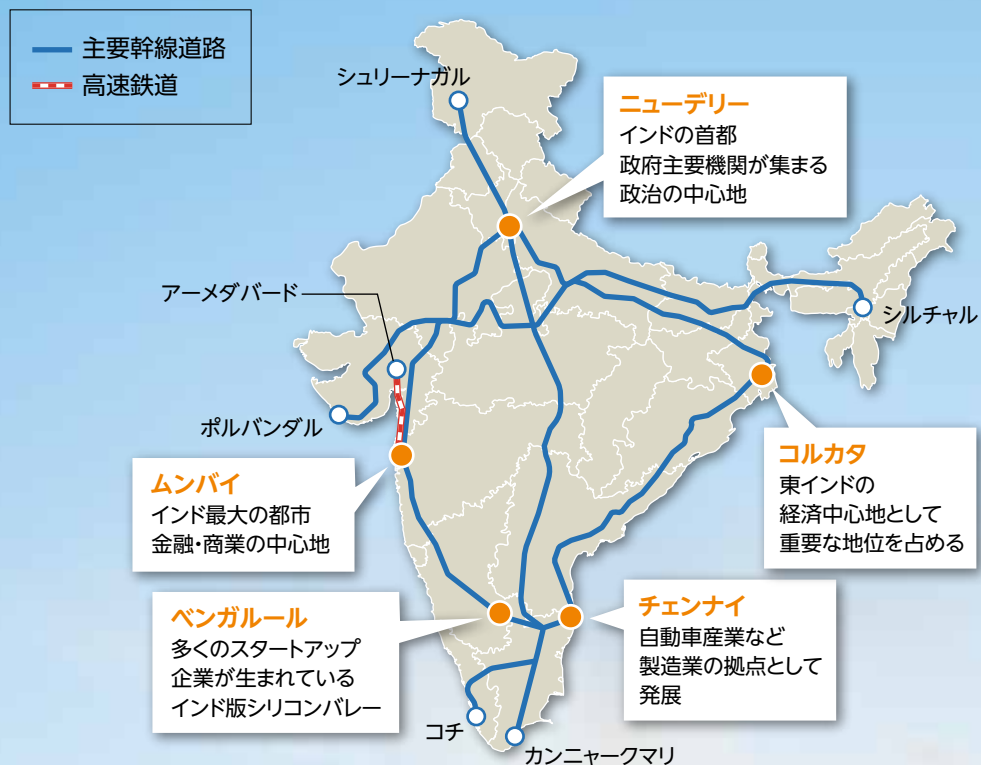 主要幹線道路
高速鉄道
シュリーナガル
ニューデリー
インドの首都
政府主要機関が集まる
政治の中心地
アーメダバード
シルチャル
ポルバンダル
ムンバイ
インド最大の都市
金融・商業の中心地
コルカタ
東インドの
経済中心地として
重要な地位を占める
ベンガルール
多くのスタートアップ
企業が生まれている
インド版シリコンバレー
チェンナイ
自動車産業など
製造業の拠点として
発展
コチ
カンニャークマリ